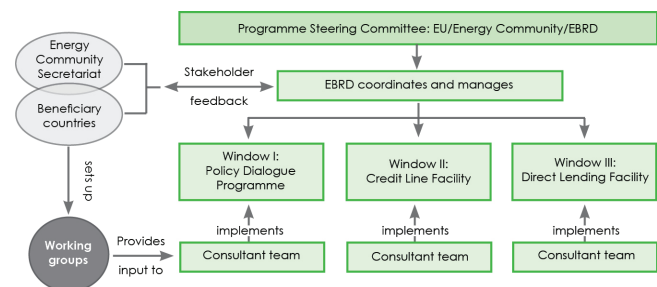 Programme Steering Committee: EU/Energy Community/EBRD
Energy
Community
Secretariat
Beneficiary
countries
Stakeholder
feedback
EBRD coordinates and manages
sets up
Window I:
Policy Dialogue
Programme
Window II:
Credit Line Facility
Window III:
Direct Lending Facility
implements
implements
implements
Working
groups
Provides
input to
Consultant team
Consultant team
Consultant team